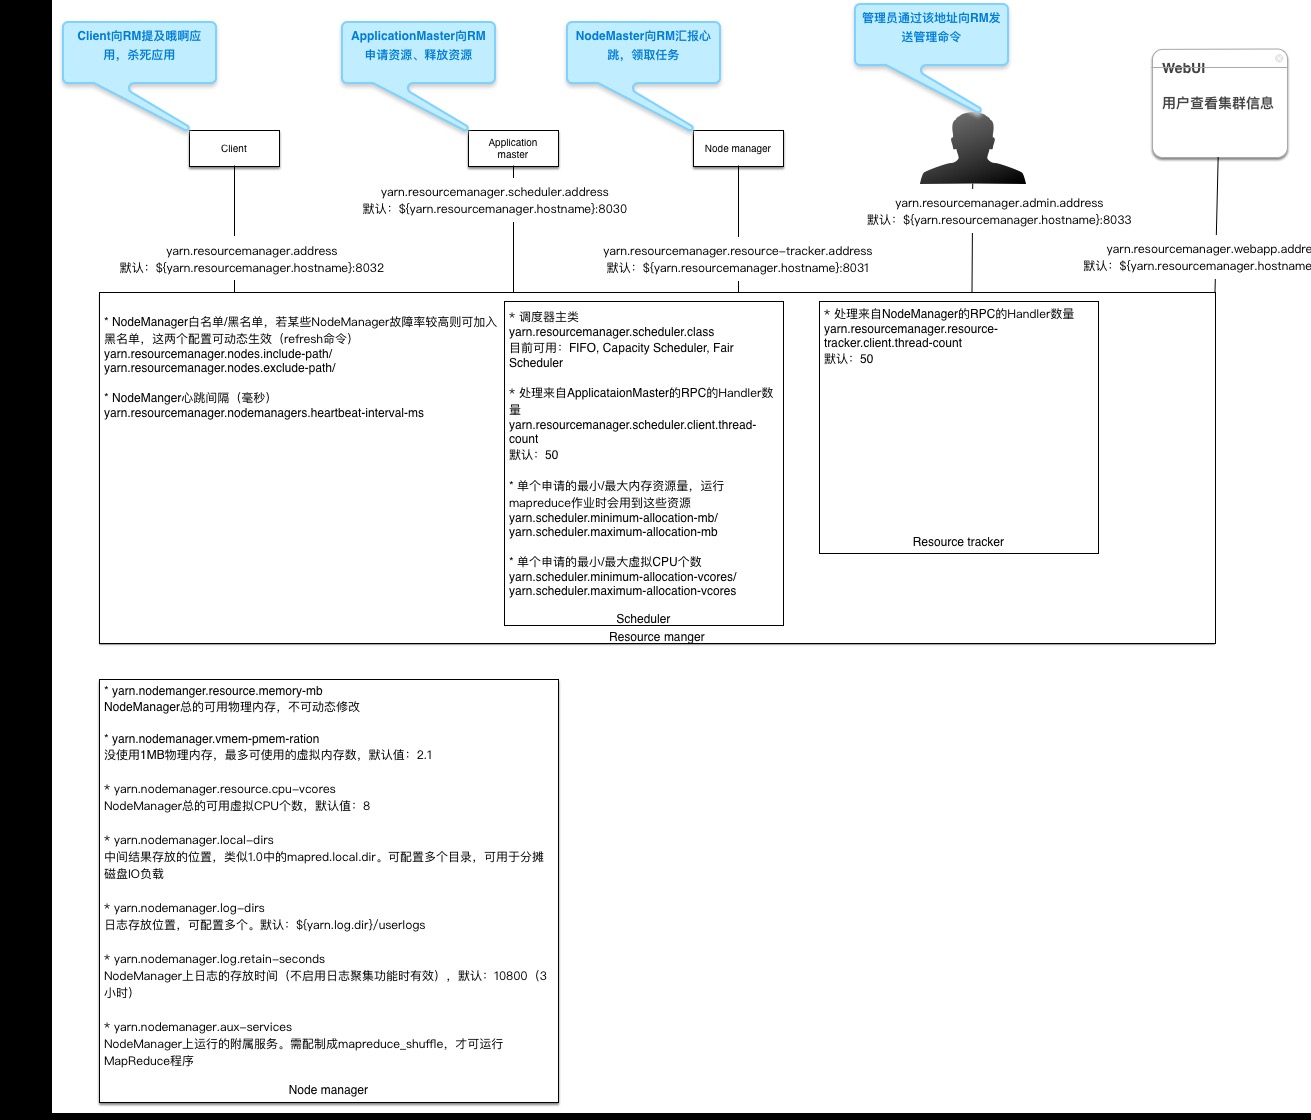 Client向RM提及哦啊应
用，杀死应用
ApplicationMaster向RM
申请资源、释放资源
NodeMaster向RM汇报心
跳，领取任务
管理员通过该地址向RM发
送管理命令
WebUI
用户查看集群信息
Client
Application
master
Node manager
yarn.resourcemanager.scheduler.address
默认：${yarn.resourcemanager.hostname}:8030
yarn.resourcemanager.admin.address
默认：${yarn.resourcemanager.hostname}:8033
yarn.resourcemanager.address
默认：${yarn.resourcemanager.hostname}:8032
yarn.resourcemanager.resource-tracker.address
默认：${yarn.resourcemanager.hostname}:8031
yarn.resourcemanager.webapp.addre
默认：${yarn.resourcemanager.hostname
* NodeManager白名单/黑名单，若某些NodeManager故障率较高则可加入
黑名单，这两个配置可动态生效（refresh命令）
yarn.resourcemanager.nodes.include-path/
yarn.resourcemanager.nodes.exclude-path/
* NodeManger心跳间隔（毫秒）
yarn.resourcemanager.nodemanagers.heartbeat-interval-ms
* 调度器主类
yarn.resourcemanager.scheduler.class
目前可用：FIFO, Capacity Scheduler, Fair
Scheduler
* 处理来自ApplicataionMaster的RPC的Handler数
量
yarn.resourcemanager.scheduler.client.thread-
count
默认：50
* 单个申请的最小/最大内存资源量，运行
mapreduce作业时会用到这些资源
yarn.scheduler.minimum-allocation-mb/
yarn.scheduler.maximum-allocation-mb
* 单个申请的最小/最大虚拟CPU个数
yarn.scheduler.minimum-allocation-vcores/
yarn.scheduler.maximum-allocation-vcores
Scheduler
* 处理来自NodeManager的RPC的Handler数量
yarn.resourcemanager.resource-
tracker.client.thread-count
默认：50
Resource tracker
Resource manger
* yarn.nodemanger.resource.memory-mb
NodeManager总的可用物理内存，不可动态修改
* yarn.nodemanager.vmem-pmem-ration
没使用1MB物理内存，最多可使用的虚拟内存数，默认值：2.1
* yarn.nodemanager.resource.cpu-vcores
NodeManager总的可用虚拟CPU个数，默认值：8
* yarn.nodemanager.local-dirs
中间结果存放的位置，类似1.0中的mapred.local.dir。可配置多个目录，可用于分摊
磁盘IO负载
* yarn.nodemanager.log-dirs
日志存放位置，可配置多个。默认：${yarn.log.dir}/userlogs
* yarn.nodemanager.log.retain-seconds
NodeManager上日志的存放时间（不启用日志聚集功能时有效），默认：10800（3
小时）
* yarn.nodemanager.aux-services
NodeManager上运行的附属服务。需配制成mapreduce_shuffle，才可运行
MapReduce程序
Node manager